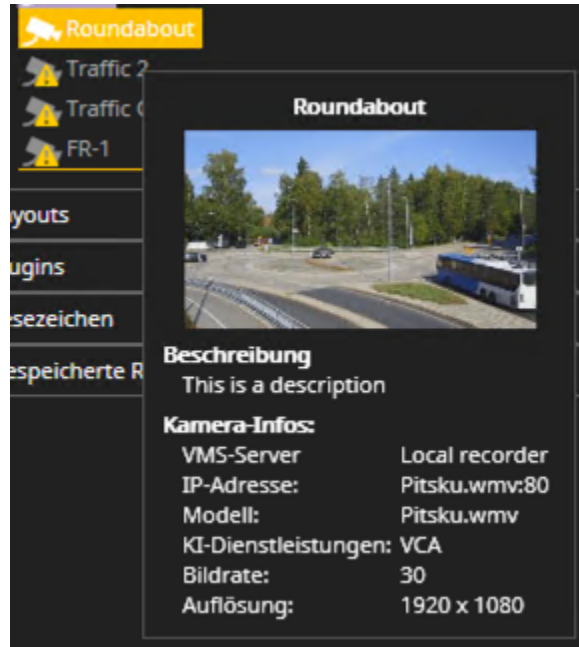 Roundabout
Traffic 2
Traffic
FR-1
youts
ugins
sezeichen
espeicherte R
Roundabout
Beschreibung
This is a description
Kamera-Infos:
VMS-Server Local recorder
IP-Adresse: Pitsku.wmv:80
Modell: Pitsku.wmv
KI-Dienstleistungen: VCA
Bildrate: 30
Auflösung: 1920 x 1080